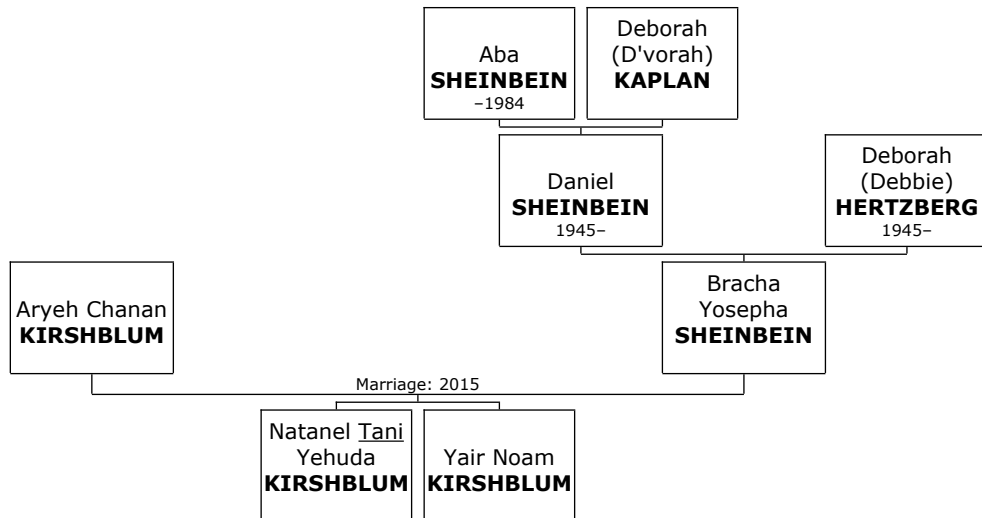 Aba
SHEINBEIN
–1984
Deborah
(D'vorah)
KAPLAN
Daniel
SHEINBEIN
1945–
Deborah
(Debbie)
HERTZBERG
1945–
Aryeh Chanan
KIRSHBLUM
Bracha
Yosepha
SHEINBEIN
Marriage: 2015
Natanel Tani
Yehuda
KIRSHBLUM
Yair Noam
KIRSHBLUM